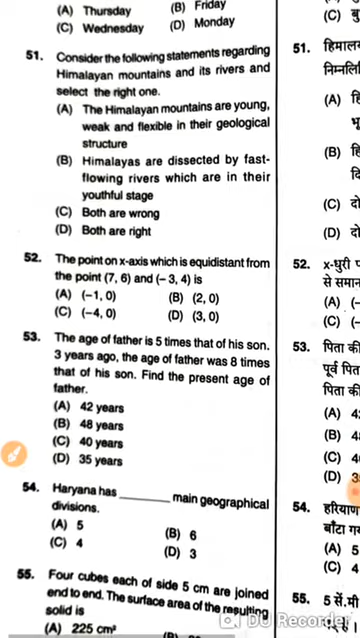 (A) Thursday (B) Friday
(C) Wednesday (D) Monday
51. Consider the following statements regarding
Himalayan mountains and its rivers and
select the right one.
(A) The Himalayan mountains are young,
weak and flexible in their geological
structure
(B) Himalayas are dissected by fast-
flowing rivers which are in their
youthful stage
(C) Both are wrong
(D) Both are right
52. The point on x-axis which is equidistant from
the point (7, 6) and (– 3, 4) is
(A) (–1, 0) (B) (2, 0)
(C) (–4, 0) (D) (3, 0)
53. The age of father is 5 times that of his son.
3 years ago, the age of father was 8 times
that of his son. Find the present age of
father.
(A) 42 years
(B) 48 years
(C) 40 years
(D) 35 years
54. Haryana has ________ main geographical
divisions.
(A) 5 (B) 6
(C) 4 (D) 3
55. Four cubes each of side 5 cm are joined
end to end. The surface area of the resulting
solid is
(A) 225 cm²
(C)
51. हिमालय
(A)
(B)
(C)
(D)
52. x-धुरी
से समान
(A)
(C)
53. पिता की
पूर्व पिता
पिता की
(A)
(B)
(C)
(D)
54. हरियाणा
बाँटा
(A) 5
(C) 4
55. 5 सें.मी
DU Recorder